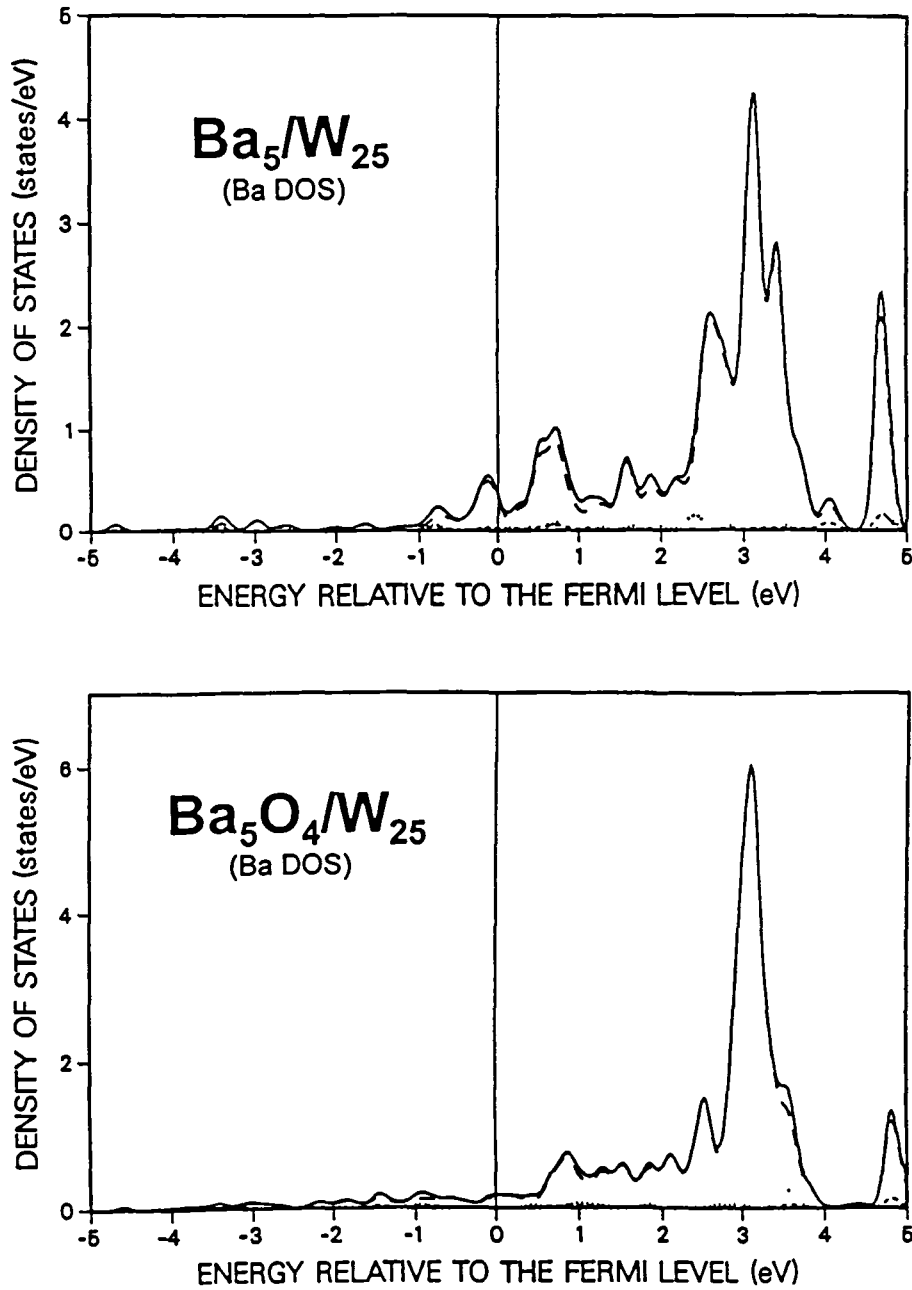 5
4
3
2
1
0
DENSITY OF STATES (states/eV)
Ba₅/W₂₅
(Ba DOS)
-5 -4 -3 -2 -1 0 1 2 3 4 5
ENERGY RELATIVE TO THE FERMI LEVEL (eV)
6
4
2
0
DENSITY OF STATES (states/eV)
Ba₅O₄/W₂₅
(Ba DOS)
-5 -4 -3 -2 -1 0 1 2 3 4 5
ENERGY RELATIVE TO THE FERMI LEVEL (eV)